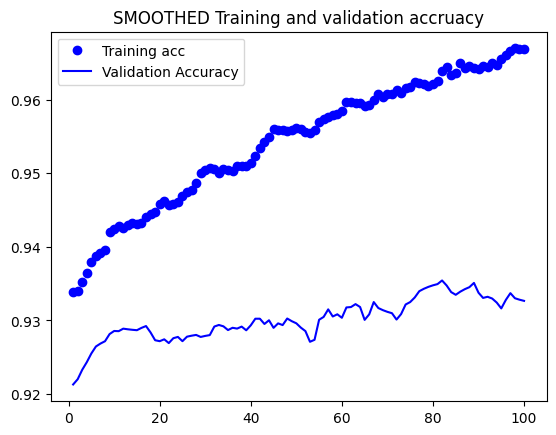 SMOOTHED Training and validation accruacy
Training acc
Validation Accuracy
0.96
0.95
0.94
0.93
0.92
0 20 40 60 80 100